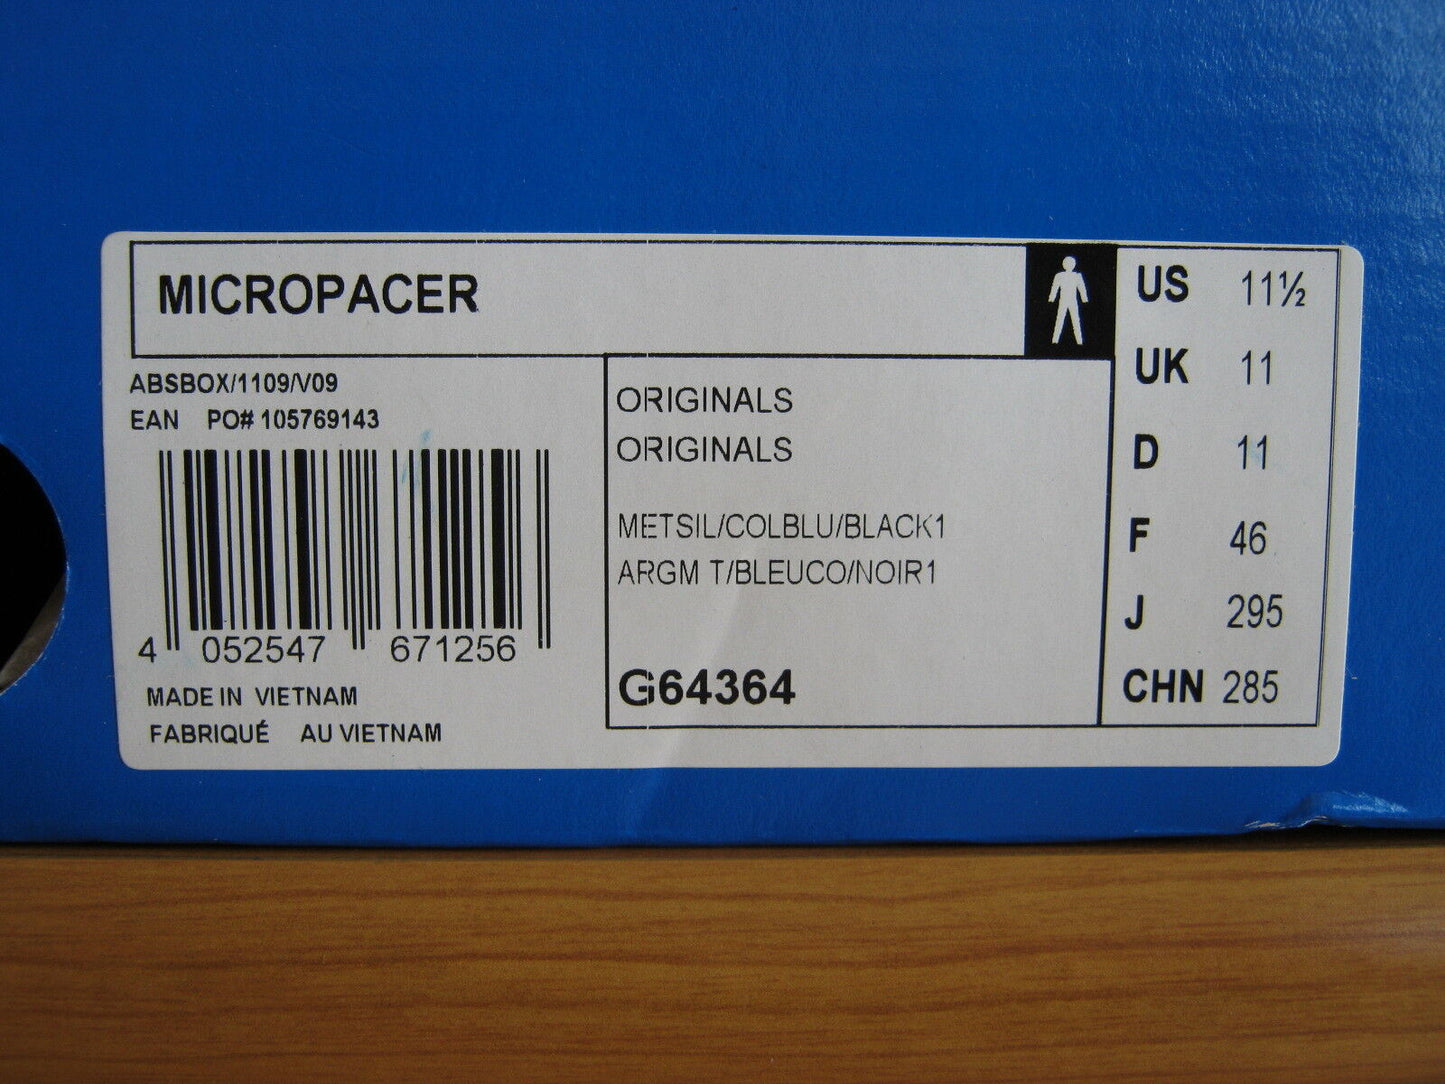 MICROPACER
ABSBOX/1109/V09
EAN PO# 105769143
4 052547 671256
MADE IN VIETNAM
FABRIQUÉ AU VIETNAM
ORIGINALS
ORIGINALS
METSIL/COLBLU/BLACK1
ARGM T/BLEUCO/NOIR1
G64364
US 11½
UK 11
D 11
F 46
J 295
CHN 285